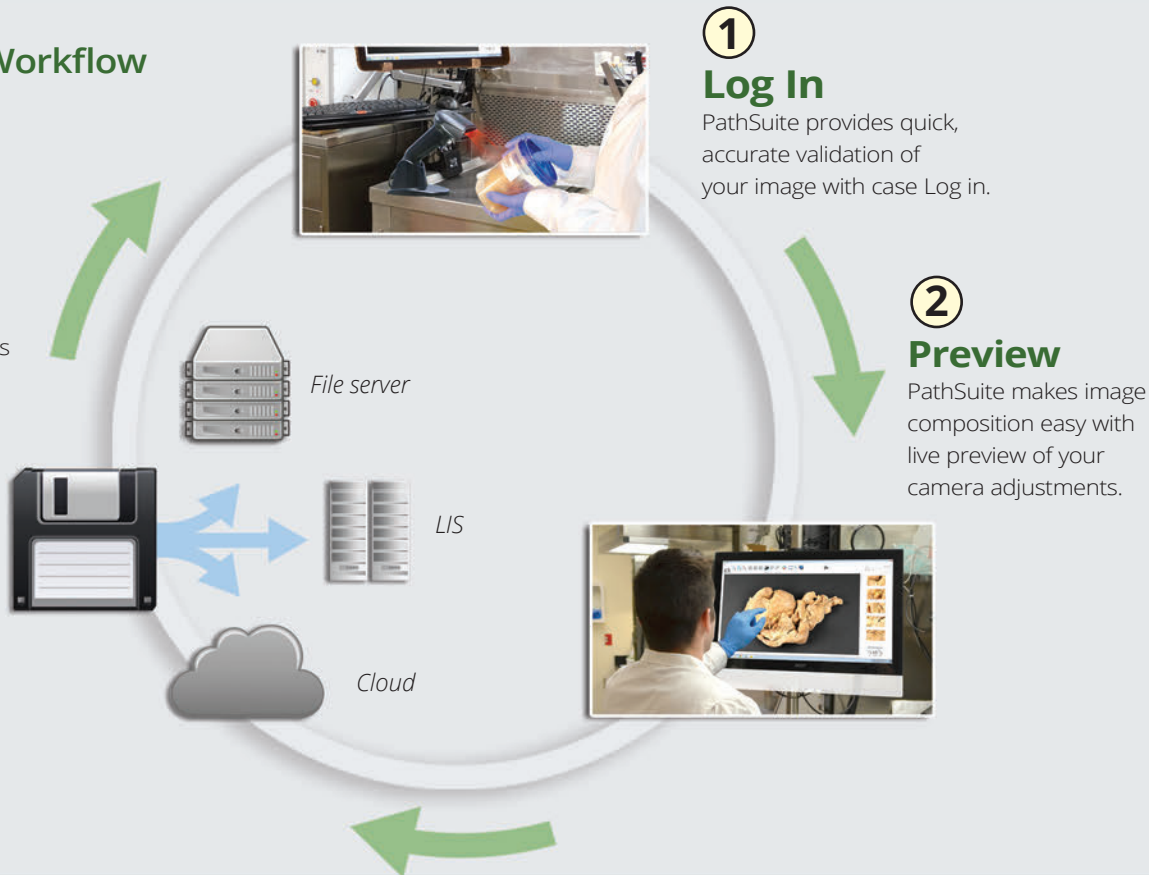 Workflow
1
Log In
PathSuite provides quick,
accurate validation of
your image with case Log in.
2
Preview
PathSuite makes image
composition easy with
live preview of your
camera adjustments.
s
File server
LIS
Cloud